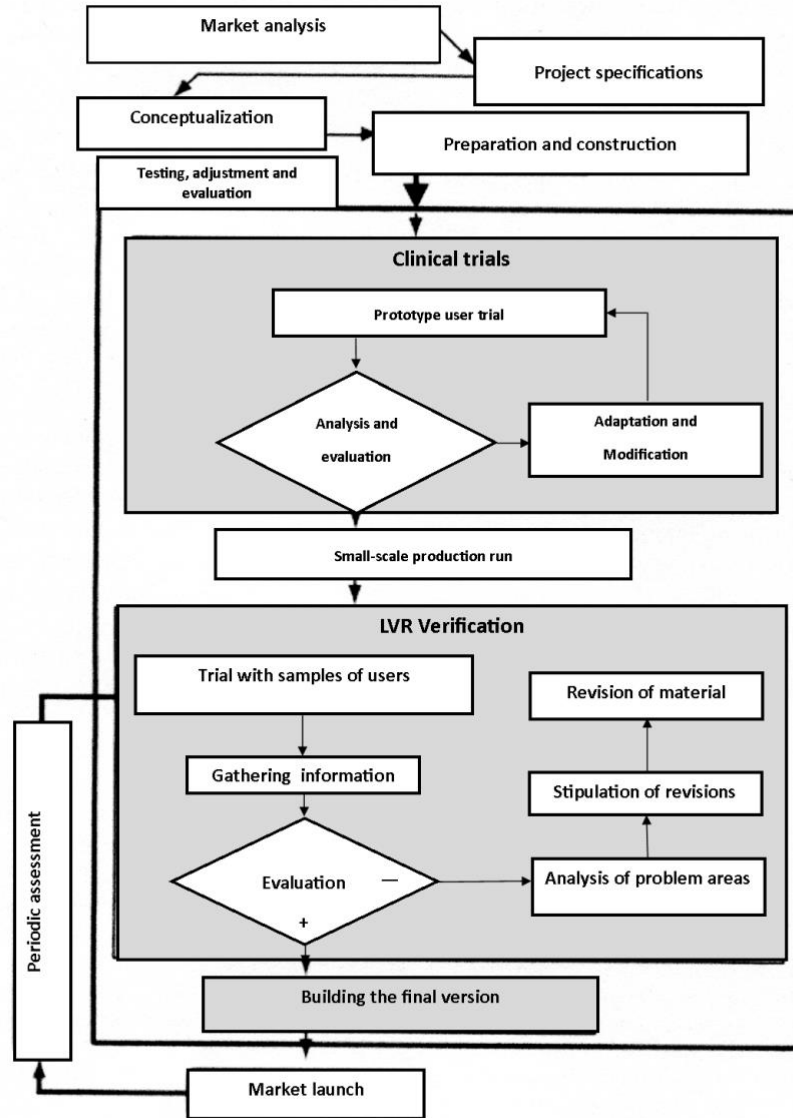 Market analysis
Project specifications
Conceptualization
Preparation and construction
Testing, adjustment and
evaluation
Clinical trials
Prototype user trial
Analysis and
evaluation
Adaptation and
Modification
Small-scale production run
LVR Verification
Trial with samples of users
Revision of material
Gathering information
Stipulation of revisions
Evaluation —
+
Analysis of problem areas
Periodic assessment
Building the final version
Market launch